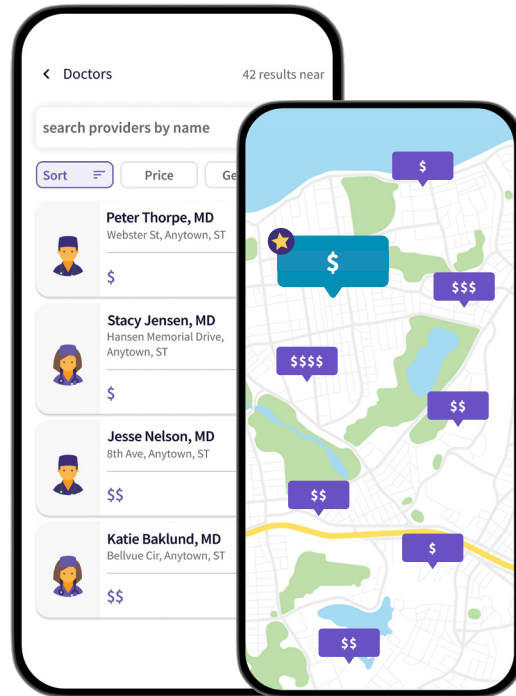 Doctors
42 results near
search providers by name
Sort
Price
Ge
Peter Thorpe, MD
Webster St, Anytown, ST
$
Stacy Jensen, MD
Hansen Memorial Drive,
Anytown, ST
$
Jesse Nelson, MD
8th Ave, Anytown, ST
$$
Katie Baklund, MD
Bellvue Cir, Anytown, ST
$$
$
$
$$$
$$$$
$$
$$
$
$$